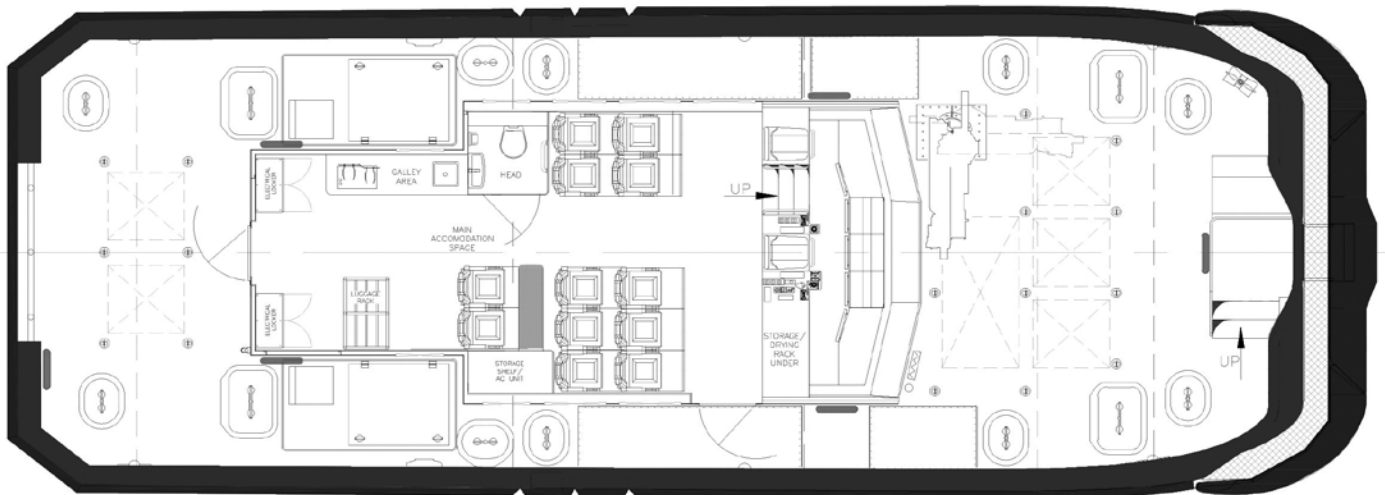 ELECTRICAL
LOCKER
GALLEY
AREA
HEAD
UP
MAIN
ACCOMODATION
SPACE
LUGGAGE
RACK
ELECTRICAL
LOCKER
STORAGE
SHELF/
AC UNIT
STORAGE/
DRYING
RACK
UNDER
UP